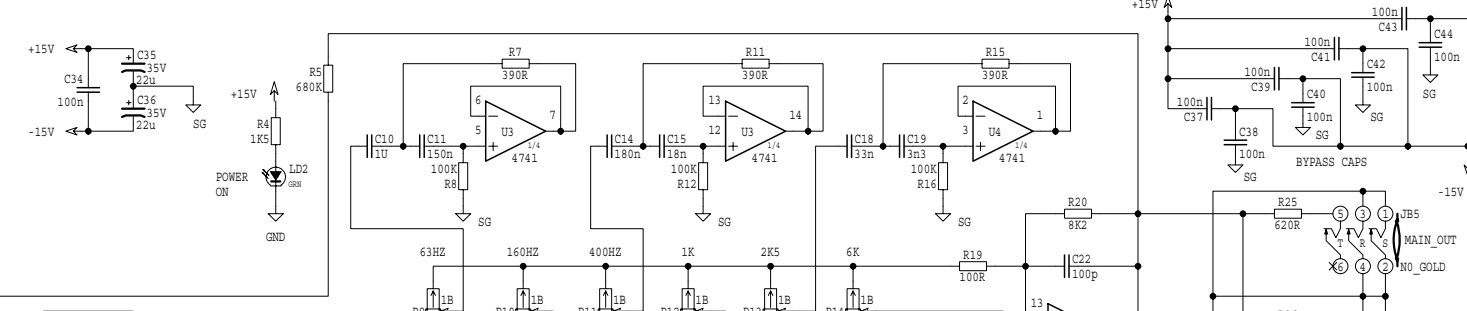 +15V
C35
35V
22u
C34
100n
C36
35V
22u
-15V
SG
+15V
R4
1K5
LD2
GRN
POWER
ON
GND
R5
680K
R7
390R
6
7
5
U3
1/4
4741
C10
1U
C11
150n
100K
R8
SG
R11
390R
13
14
12
U3
1/4
4741
C14
180n
C15
18n
100K
R12
SG
R15
390R
2
1
3
U4
1/4
4741
C18
33n
C19
3n3
100K
R16
SG
63HZ
160HZ
400HZ
1K
2K5
6K
1B
1B
1B
1B
1B
1B
R19
100R
R20
8K2
C22
100p
13
+15V
100n
C43
C44
100n
SG
100n
C41
C42
100n
SG
100n
C39
C40
100n
SG
100n
C37
C38
100n
SG
BYPASS CAPS
-15V
R25
620R
5
3
1
JB5
T
R
S
MAIN_OUT
6
4
2
N0_GOLD